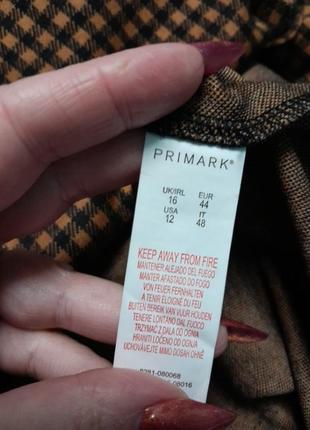 PRIMARK®
UK/IRL EUR
16 44
USA IT
12 48
KEEP AWAY FROM FIRE
MANTENER ALEJADO DEL FUEGO
MANTER AFASTADO DO FOGO
VON FEUER FERNHALTEN
A TENIR ÉLOIGNÉ DU FEU
BUITEN BEREIK VAN VUUR HOUDEN
TENERE LONTANO DAL FUOCO
TRZYMAĆ Z DALA OD OGNIA
HRANITI LOČENO OD OGNJA
UCHOVÁVEJTE MIMO DOSAH OHNĚ